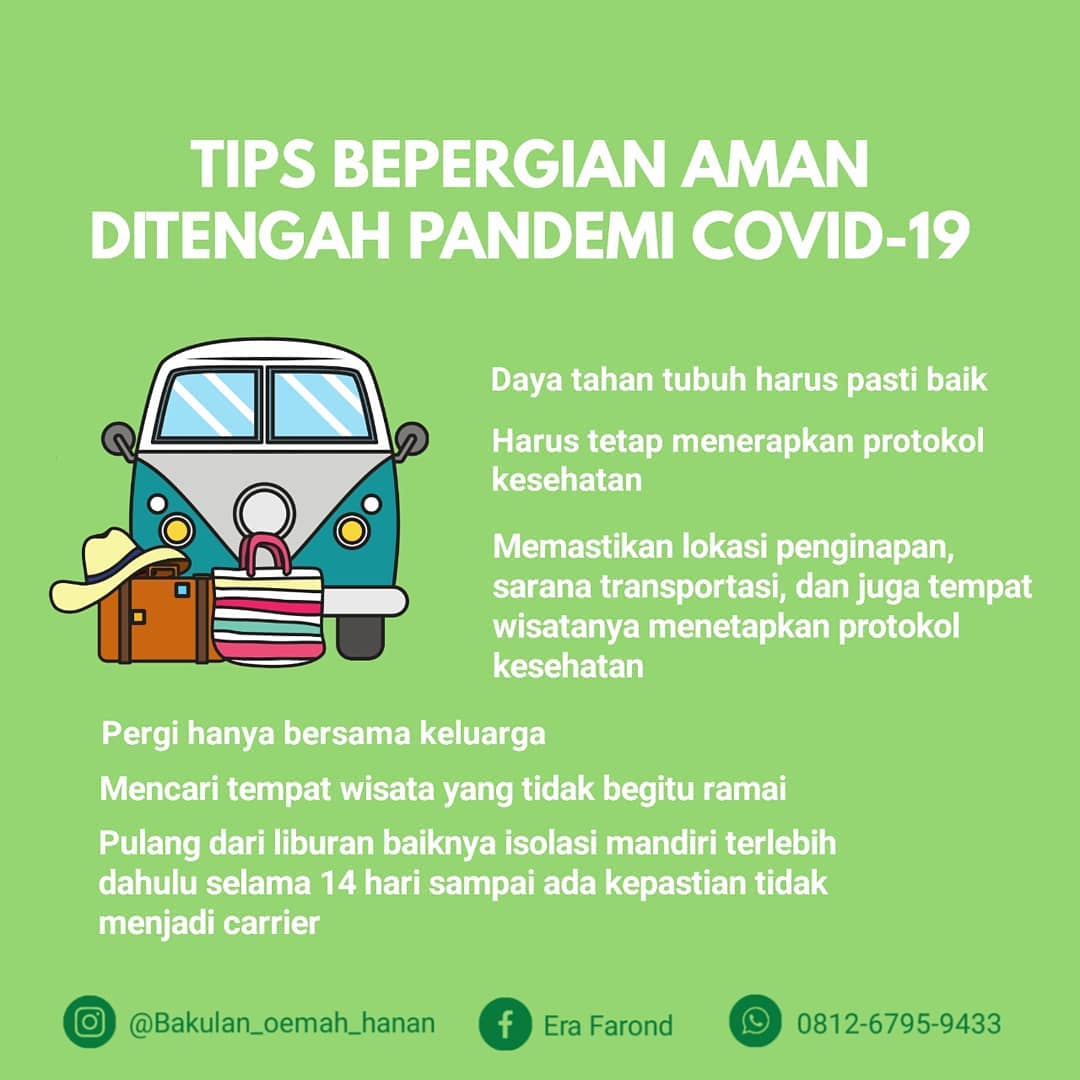 TIPS BEPERGIAN AMAN
DITENGAH PANDEMI COVID-19
Daya tahan tubuh harus pasti baik
Harus tetap menerapkan protokol
kesehatan
Memastikan lokasi penginapan,
sarana transportasi, dan juga tempat
wisatanya menetapkan protokol
kesehatan
Pergi hanya bersama keluarga
Mencari tempat wisata yang tidak begitu ramai
Pulang dari liburan baiknya isolasi mandiri terlebih
dahulu selama 14 hari sampai ada kepastian tidak
menjadi carrier
@Bakulan_oemah_hanan
Era Farond
0812-6795-9433